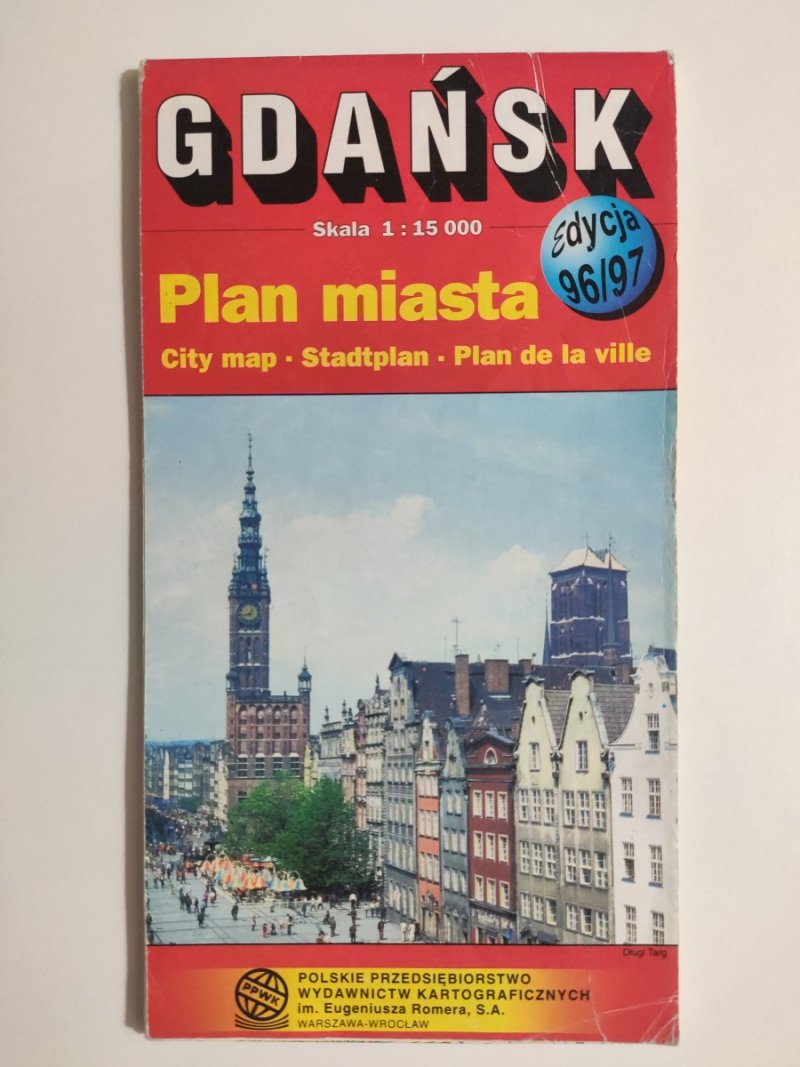 GDAŃSK
Skala 1 : 15 000
Edycja
96/97
Plan miasta
City map · Stadtplan · Plan de la ville
Długi Targ
PPWK
POLSKIE PRZEDSIĘBIORSTWO
WYDAWNICTW KARTOGRAFICZNYCH
im. Eugeniusza Romera, S.A.
WARSZAWA-WROCŁAW